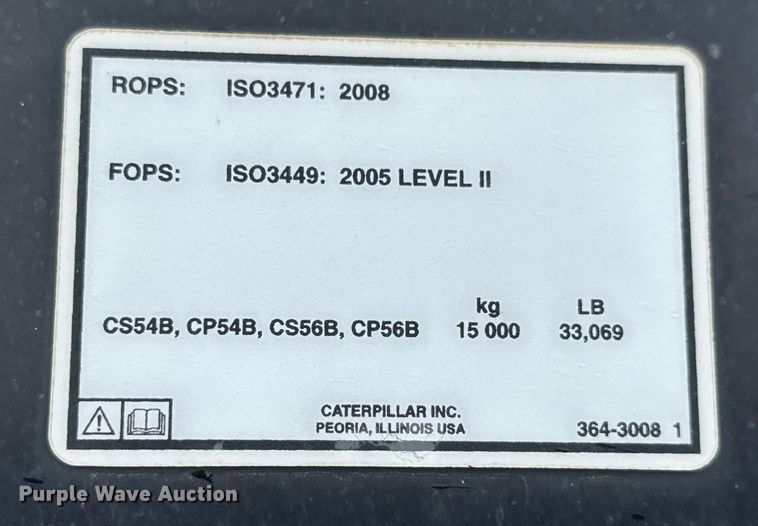 ROPS: ISO3471: 2008
FOPS: ISO3449: 2005 LEVEL II
kg LB
CS54B, CP54B, CS56B, CP56B 15 000 33,069
CATERPILLAR INC.
PEORIA, ILLINOIS USA
364-3008 1
Purple Wave Auction